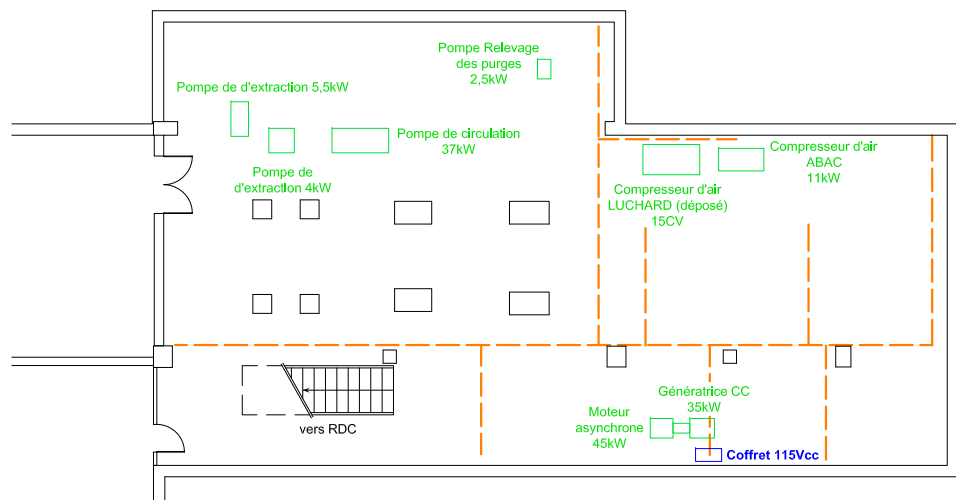 Pompe Relevage
des purges
2,5kW
Pompe de d'extraction 5,5kW
Pompe de circulation
37kW
Pompe de
d'extraction 4kW
Compresseur d'air
ABAC
11kW
Compresseur d'air
LUCHARD (déposé)
15CV
Génératrice CC
35kW
Moteur
asynchrone
45kW
vers RDC
Coffret 115Vcc